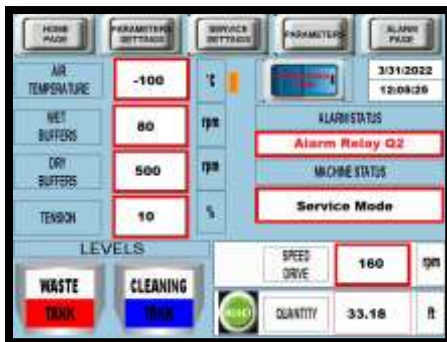 HOME
PAGE
PARAMETERS
SETTINGS
SERVICE
SETTINGS
PARAMETERS
ALARM
PAGE
AIR
TEMPERATURE
-100
°C
3/31/2022
12:05:26
WET
BUFFERS
80
rpm
ALARM STATUS
Alarm Relay Q2
DRY
BUFFERS
500
rpm
MACHINE STATUS
Service Mode
TENSION
10
%
LEVELS
WASTE
TANK
CLEANING
TANK
SPEED
DRIVE
160
rpm
RESET
QUANTITY
33.18
ft